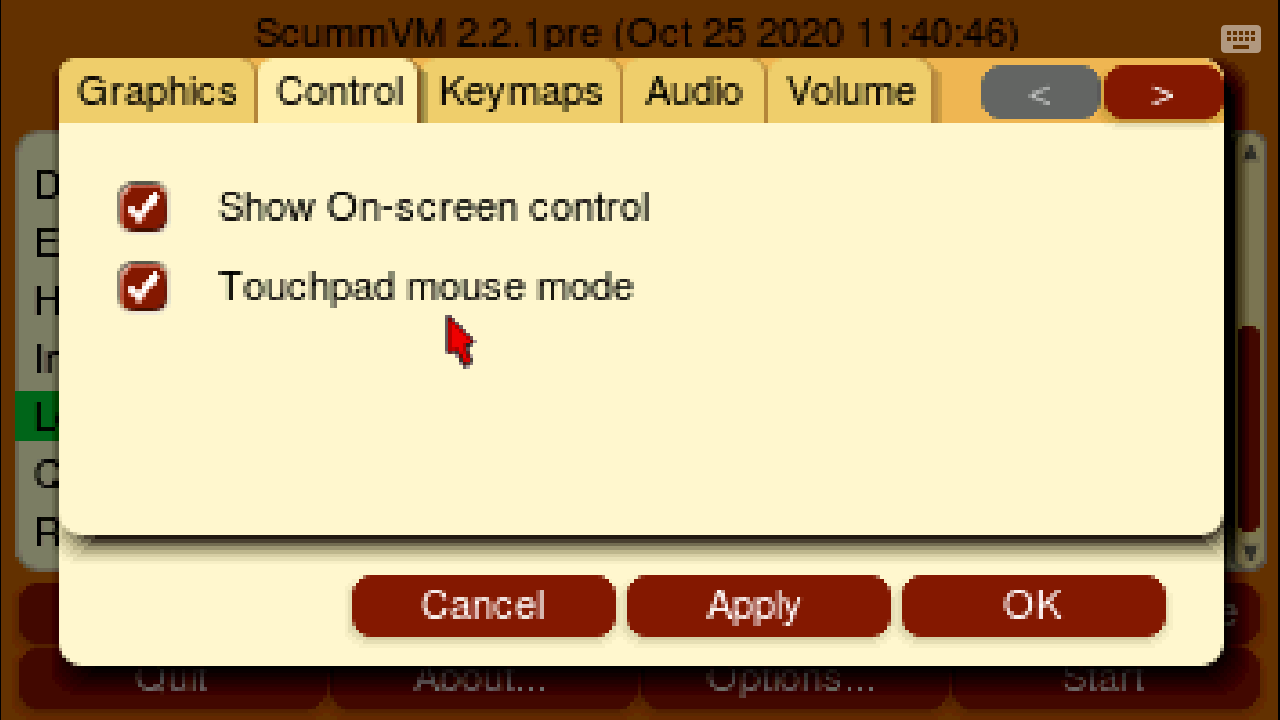 ScummVM 2.2.1pre (Oct 25 2020 11:40:46)
Graphics Control Keymaps Audio Volume < >
Show On-screen control
Touchpad mouse mode
Cancel Apply OK
Quit About... Options... Start